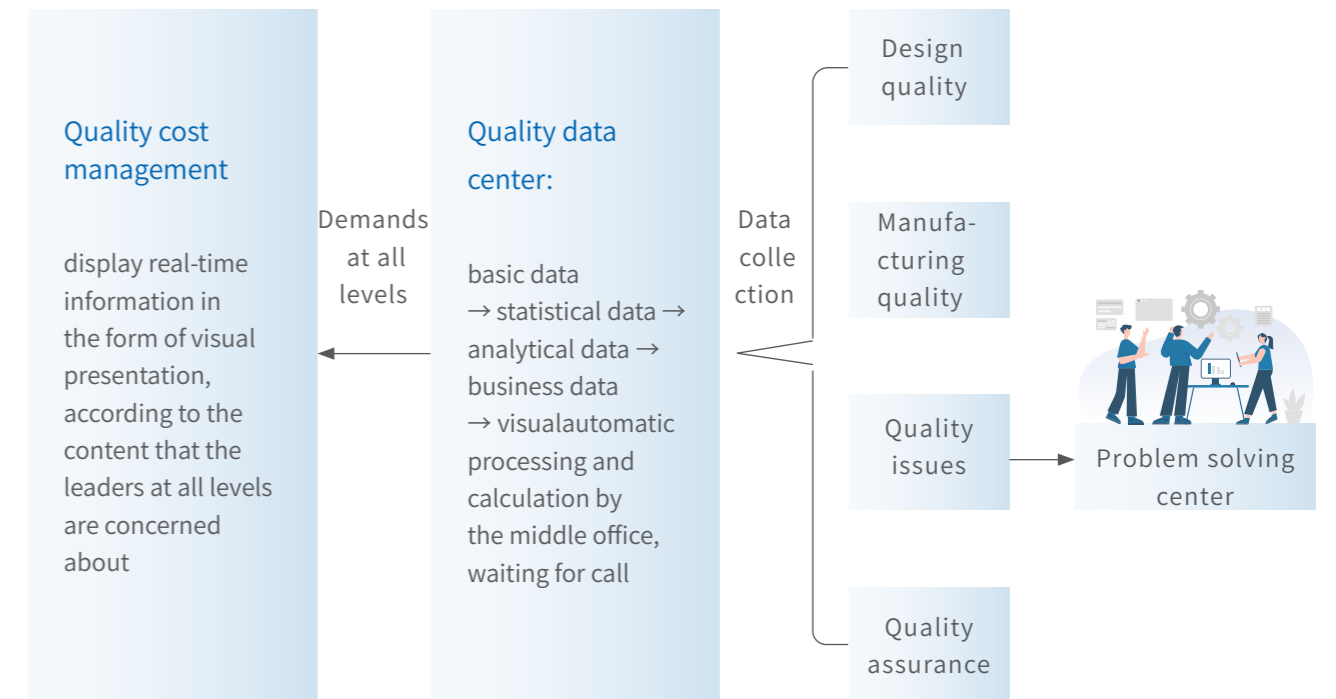 Quality cost
management
display real-time
information in
the form of visual
presentation,
according to the
content that the
leaders at all levels
are concerned
about
Demands
at all
levels
Quality data
center:
basic data
→ statistical data →
analytical data →
business data
→ visualautomatic
processing and
calculation by
the middle office,
waiting for call
Data
colle
ction
Design
quality
Manufa-
cturing
quality
Quality
issues
Quality
assurance
Problem solving
center